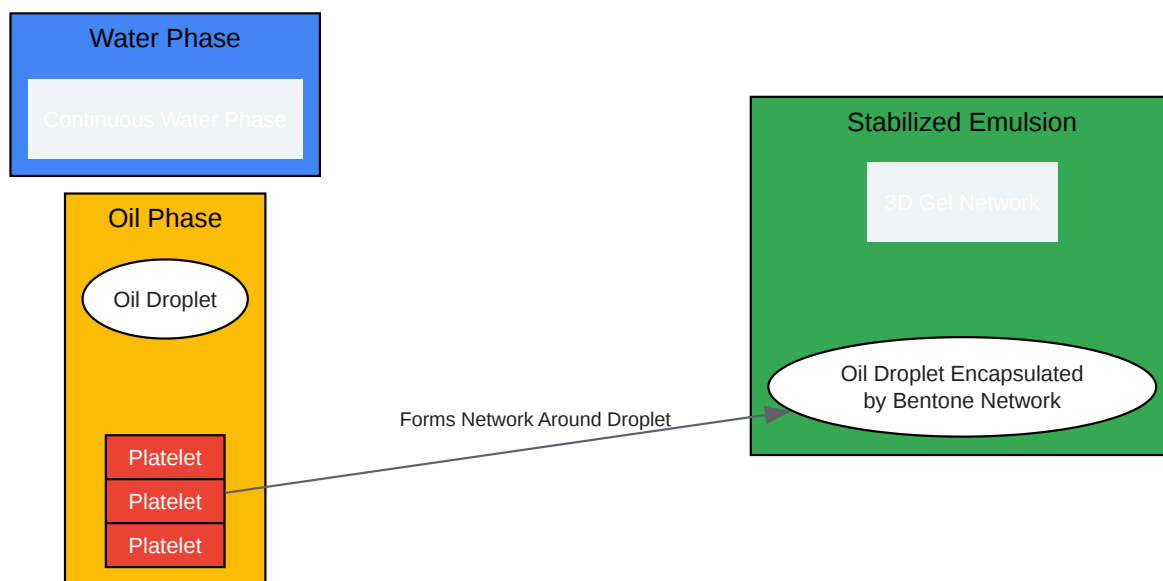 Water Phase
Continuous Water Phase
Oil Phase
Oil Droplet
Platelet
Platelet
Platelet
Forms Network Around Droplet
Stabilized Emulsion
3D Gel Network
Oil Droplet Encapsulated
by Bentone Network